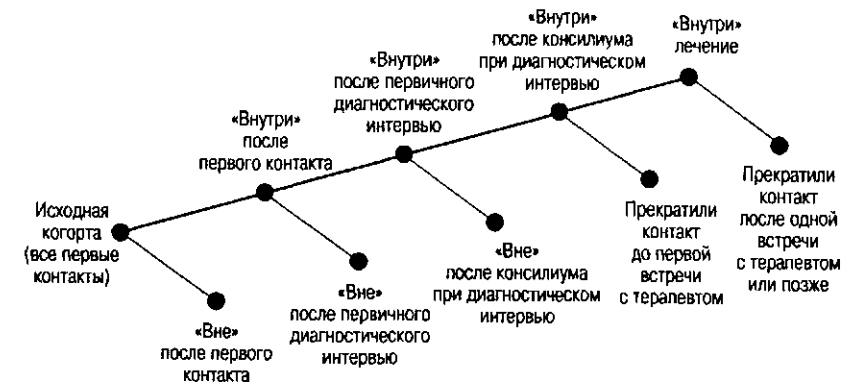 «Внутри»
лечение
«Внутри»
после консилиума
при диагностическом
интервью
«Внутри»
после первичного
диагностического
интервью
«Внутри»
после
первого контакта
Исходная
когорта
(все первые
контакты)
«Вне»
после первого
контакта
«Вне»
после первичного
диагностического
интервью
«Вне»
после консилиума
при диагностическом
интервью
Прекратили
контакт
до первой
встречи
с терапевтом
Прекратили
контакт
после одной
встречи
с терапевтом
или позже